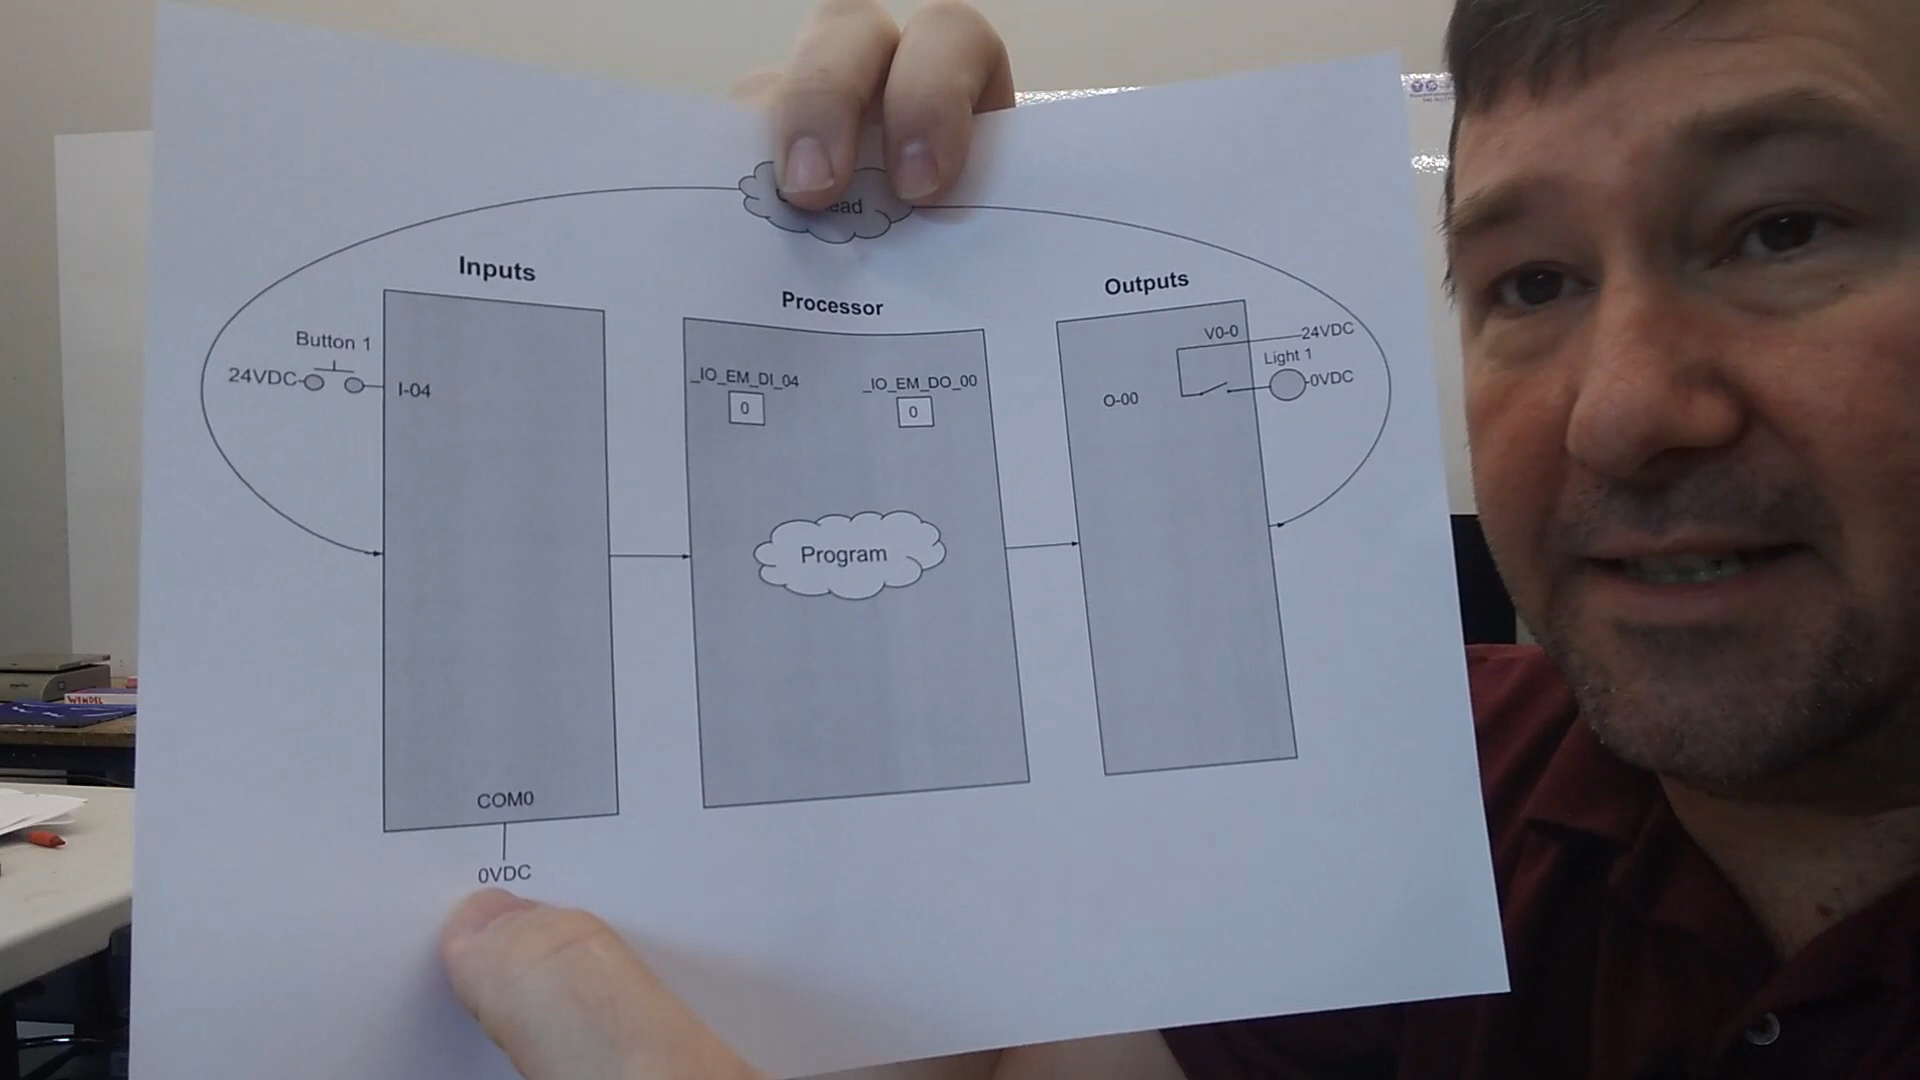 Inputs
Processor
Outputs
Button 1
24VDC
I-04
COM0
0VDC
_IO_EM_DI_04
0
_IO_EM_DO_00
0
Program
V0-0
24VDC
Light 1
0VDC
O-00
WENDEL